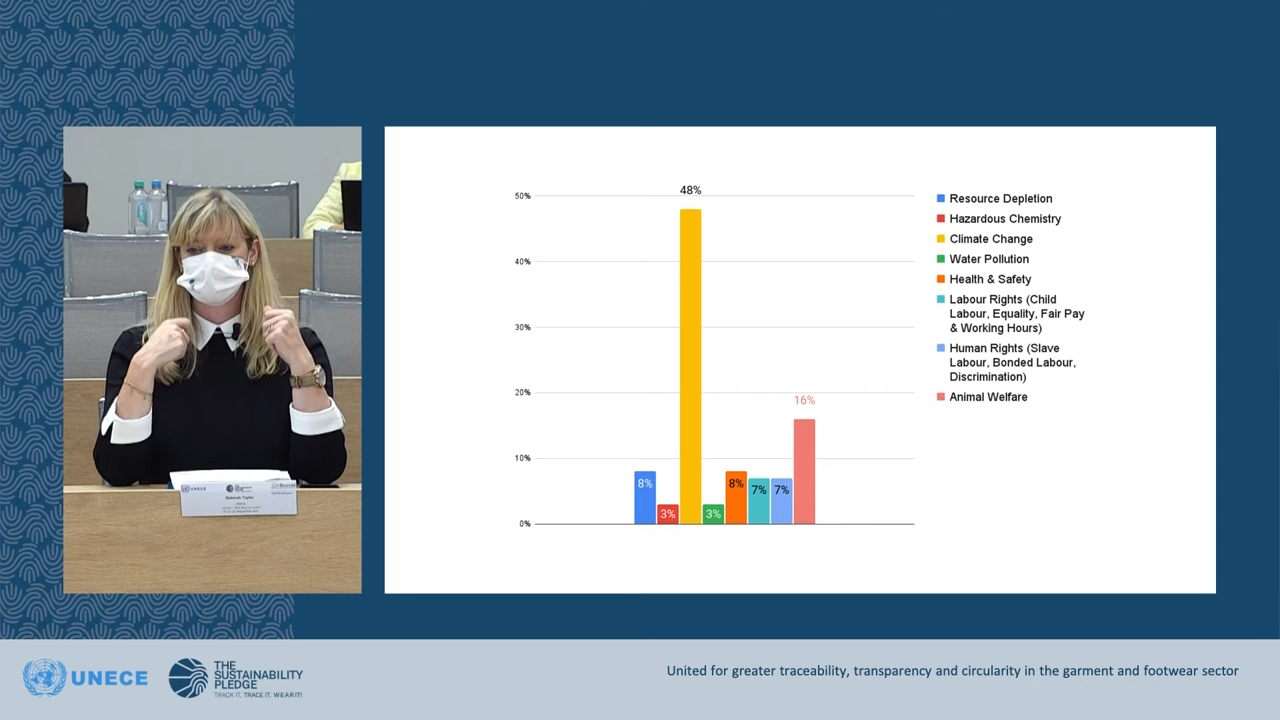 50%
40%
30%
20%
10%
0%
48%
8%
3%
3%
8%
7%
7%
16%
Resource Depletion
Hazardous Chemistry
Climate Change
Water Pollution
Health & Safety
Labour Rights (Child
Labour, Equality, Fair Pay
& Working Hours)
Human Rights (Slave
Labour, Bonded Labour,
Discrimination)
Animal Welfare
UNECE
Deborah Taylor
UNECE
THE
SUSTAINABILITY
PLEDGE
TRACK IT, TRACE IT, WEAR IT!
United for greater traceability, transparency and circularity in the garment and footwear sector